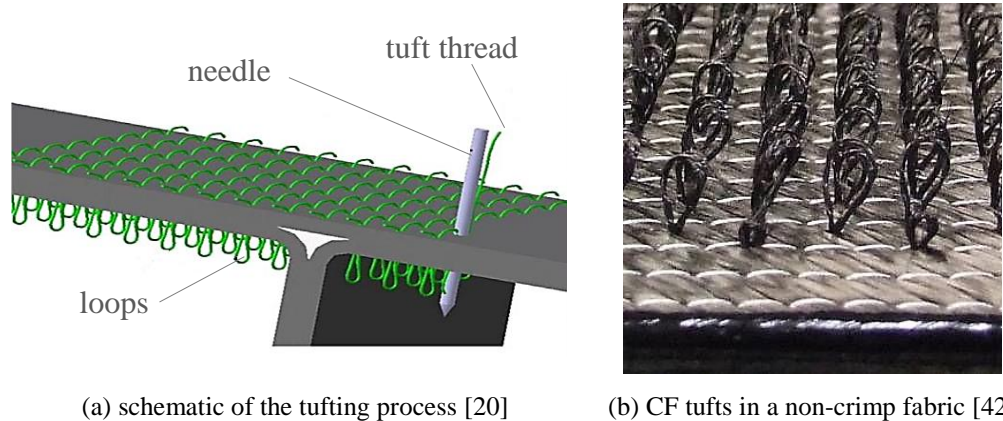 tuft thread
needle
loops
(a) schematic of the tufting process [20]
(b) CF tufts in a non-crimp fabric [42